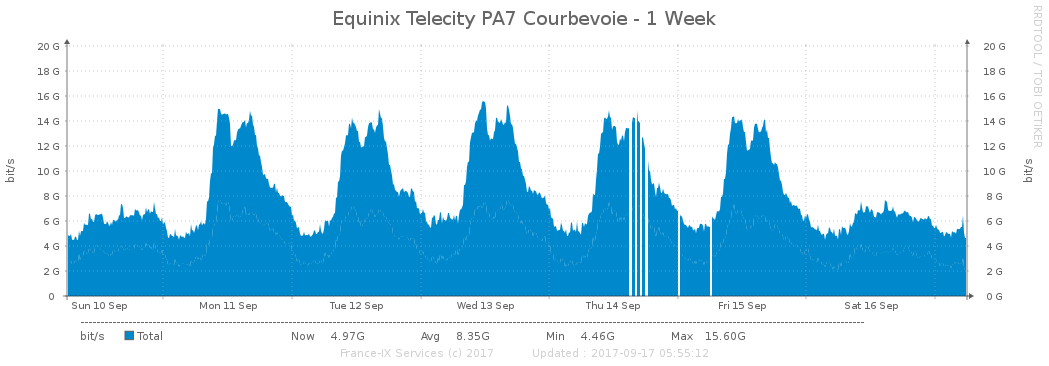 Equinix Telecity PA7 Courbevoie - 1 Week
RRDTOOL / TOBI OETIKER
bit/s
20 G 20 G
18 G 18 G
16 G 16 G
14 G 14 G
12 G 12 G
10 G 10 G
8 G 8 G
6 G 6 G
4 G 4 G
2 G 2 G
0 0 G
bit/s
Sun 10 Sep Mon 11 Sep Tue 12 Sep Wed 13 Sep Thu 14 Sep Fri 15 Sep Sat 16 Sep
bit/s Total Now 4.97G Avg 8.35G Min 4.46G Max 15.60G
France-IX Services (c) 2017 Updated : 2017-09-17 05:55:12